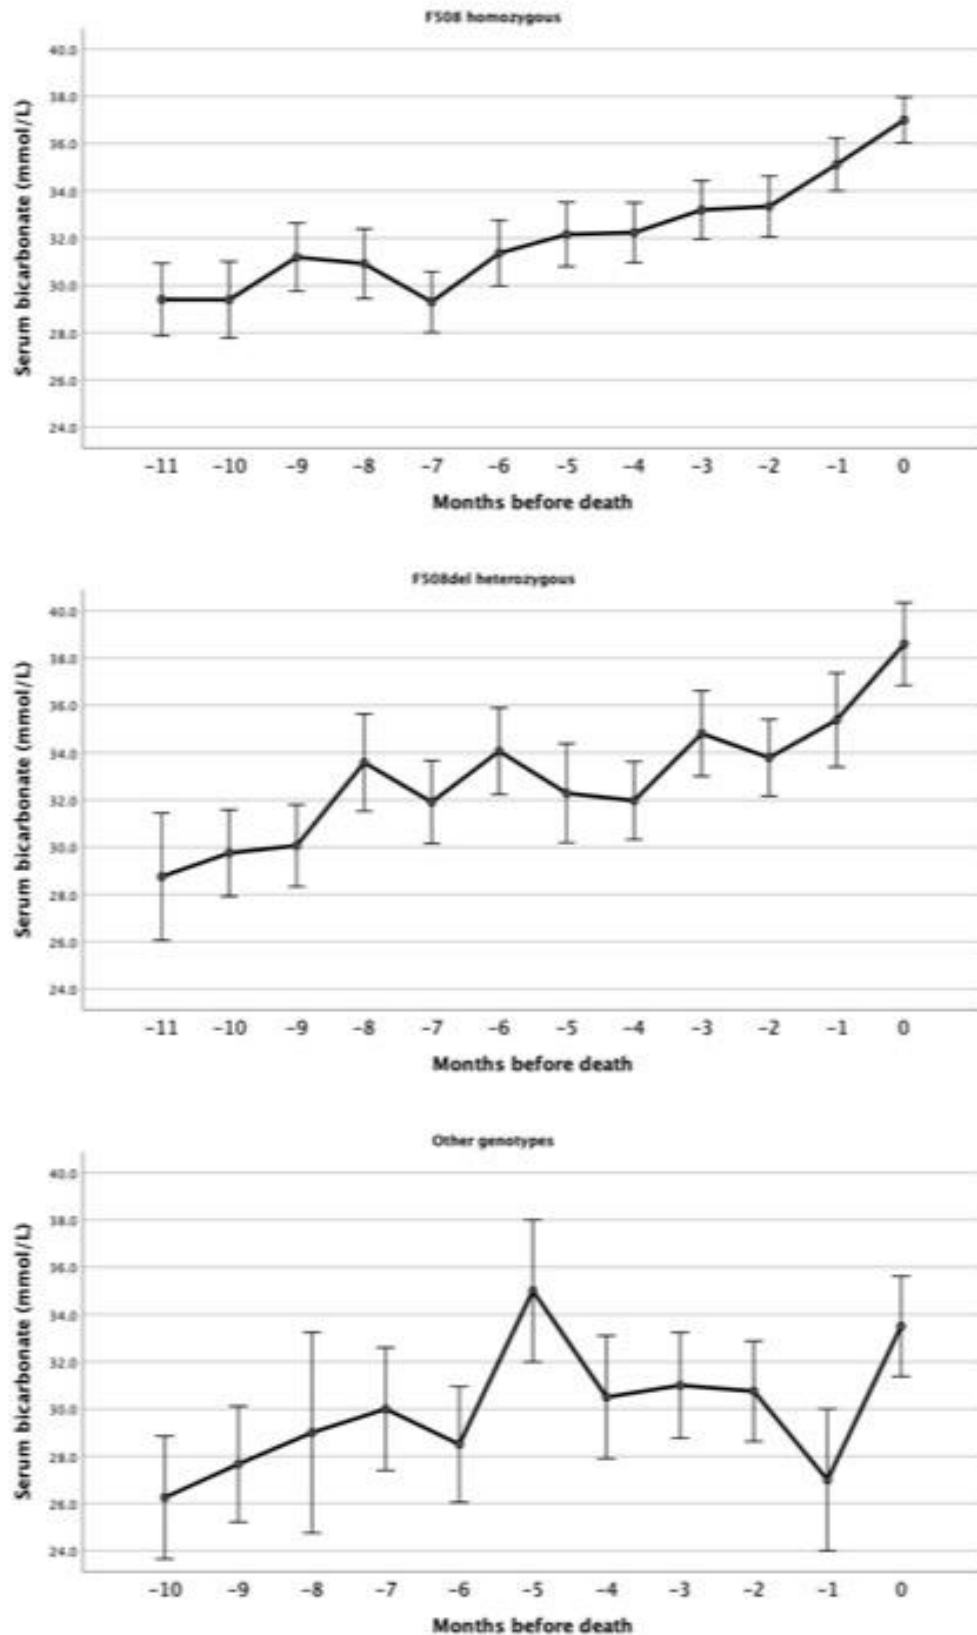 F508 homozygous
40.0
38.0
36.0
34.0
32.0
30.0
28.0
26.0
24.0
Serum bicarbonate (mmol/L)
-11 -10 -9 -8 -7 -6 -5 -4 -3 -2 -1 0
Months before death
F508del heterozygous
40.0
38.0
36.0
34.0
32.0
30.0
28.0
26.0
24.0
Serum bicarbonate (mmol/L)
-11 -10 -9 -8 -7 -6 -5 -4 -3 -2 -1 0
Months before death
Other genotypes
40.0
38.0
36.0
34.0
32.0
30.0
28.0
26.0
24.0
Serum bicarbonate (mmol/L)
-10 -9 -8 -7 -6 -5 -4 -3 -2 -1 0
Months before death